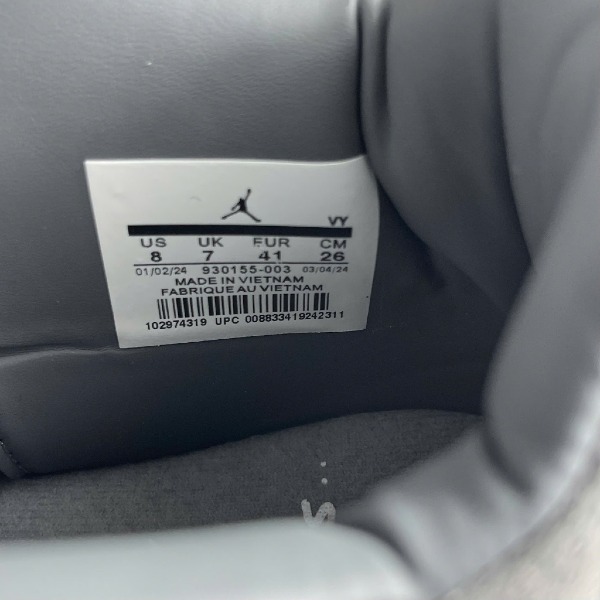 VY
US UK EUR CM
8 7 41 26
01/02/24 930155-003 03/04/24
MADE IN VIETNAM
FABRIQUE AU VIETNAM
102974319 UPC 008833419242311